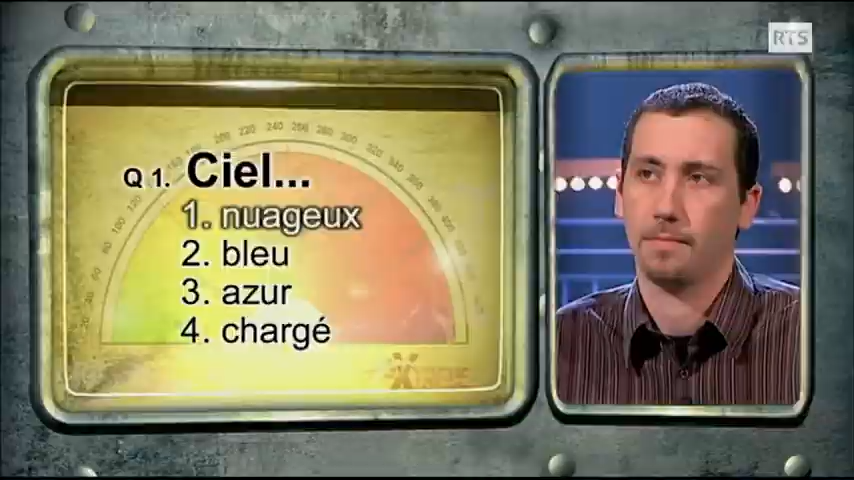 RTS
Q 1. Ciel...
1. nuageux
2. bleu
3. azur
4. chargé